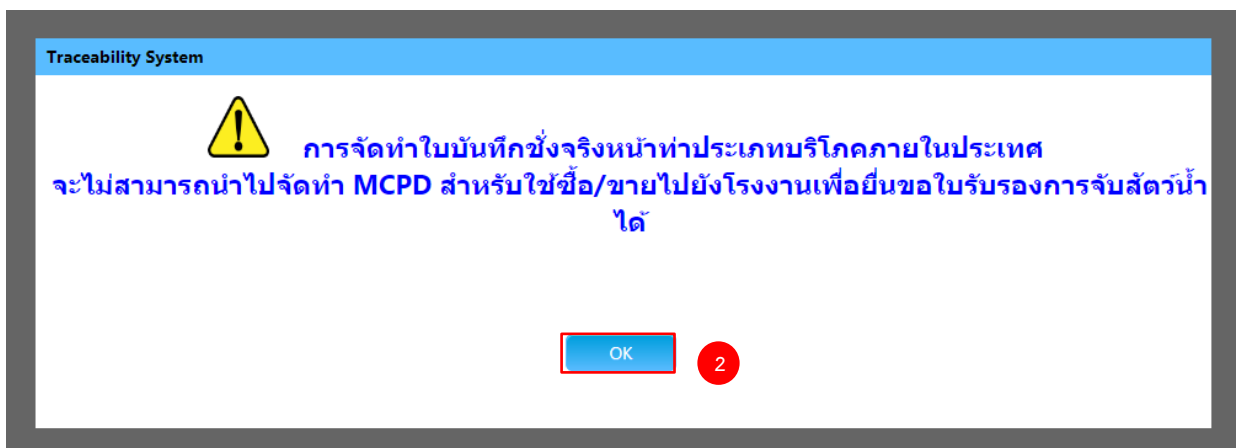 Traceability System
การจัดทำใบบันทึกชั่งจริงหน้าท่าประเภทบริโภคภายในประเทศ
จะไม่สามารถนำไปจัดทำ MCPD สำหรับใช้ซื้อ/ขายไปยังโรงงานเพื่อยื่นขอใบรับรองการจับสัตว์น้ำ
ได้
OK
2